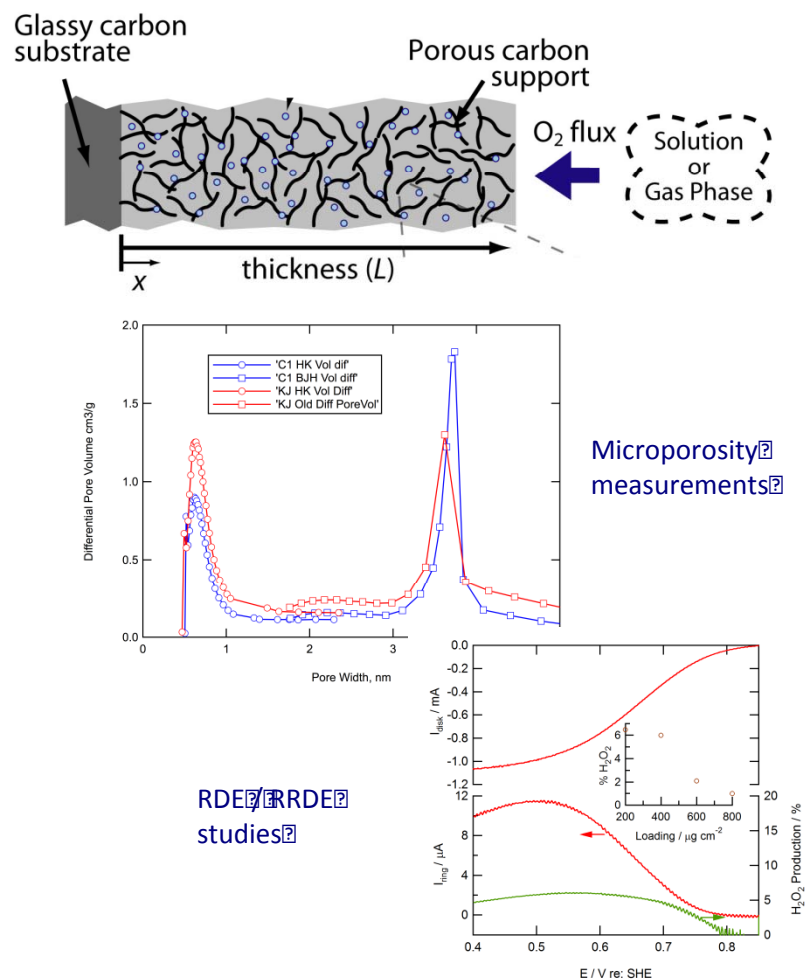 Glassy carbon
substrate
Porous carbon
support
O₂ flux
Solution
or
Gas Phase
x
thickness (L)
2.0
1.5
1.0
0.5
0.0
Differential Pore Volume cm3/g
'C1 HK Vol dif'
'C1 BJH Vol diff'
'KJ HK Vol Diff'
'KJ Old Diff PoreVol'
0
1
2
3
Pore Width, nm
Microporosity
measurements
RDE/RRDE
studies
0.0
-0.2
-0.4
-0.6
-0.8
-1.0
-1.2
I disk / mA
% H₂O₂
6
4
2
0
200
400
600
800
Loading / µg cm⁻²
12
8
4
0
I ring / µA
20
15
10
5
0
H₂O₂ Production / %
0.4
0.5
0.6
0.7
0.8
E / V re: SHE